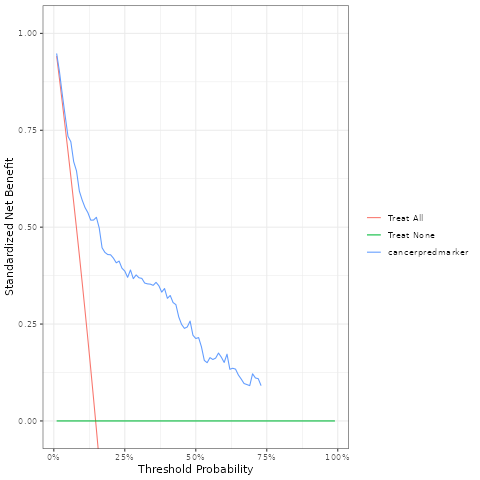 1.00
0.75
0.50
0.25
0.00
Standardized Net Benefit
0%
25%
50%
75%
100%
Threshold Probability
Treat All
Treat None
cancerpredmarker